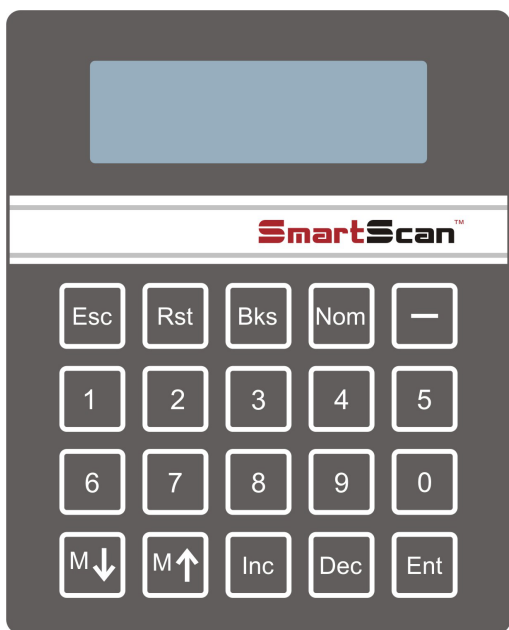 SmartScan™
Esc Rst Bks Nom —
1 2 3 4 5
6 7 8 9 0
M↓ M↑ Inc Dec Ent